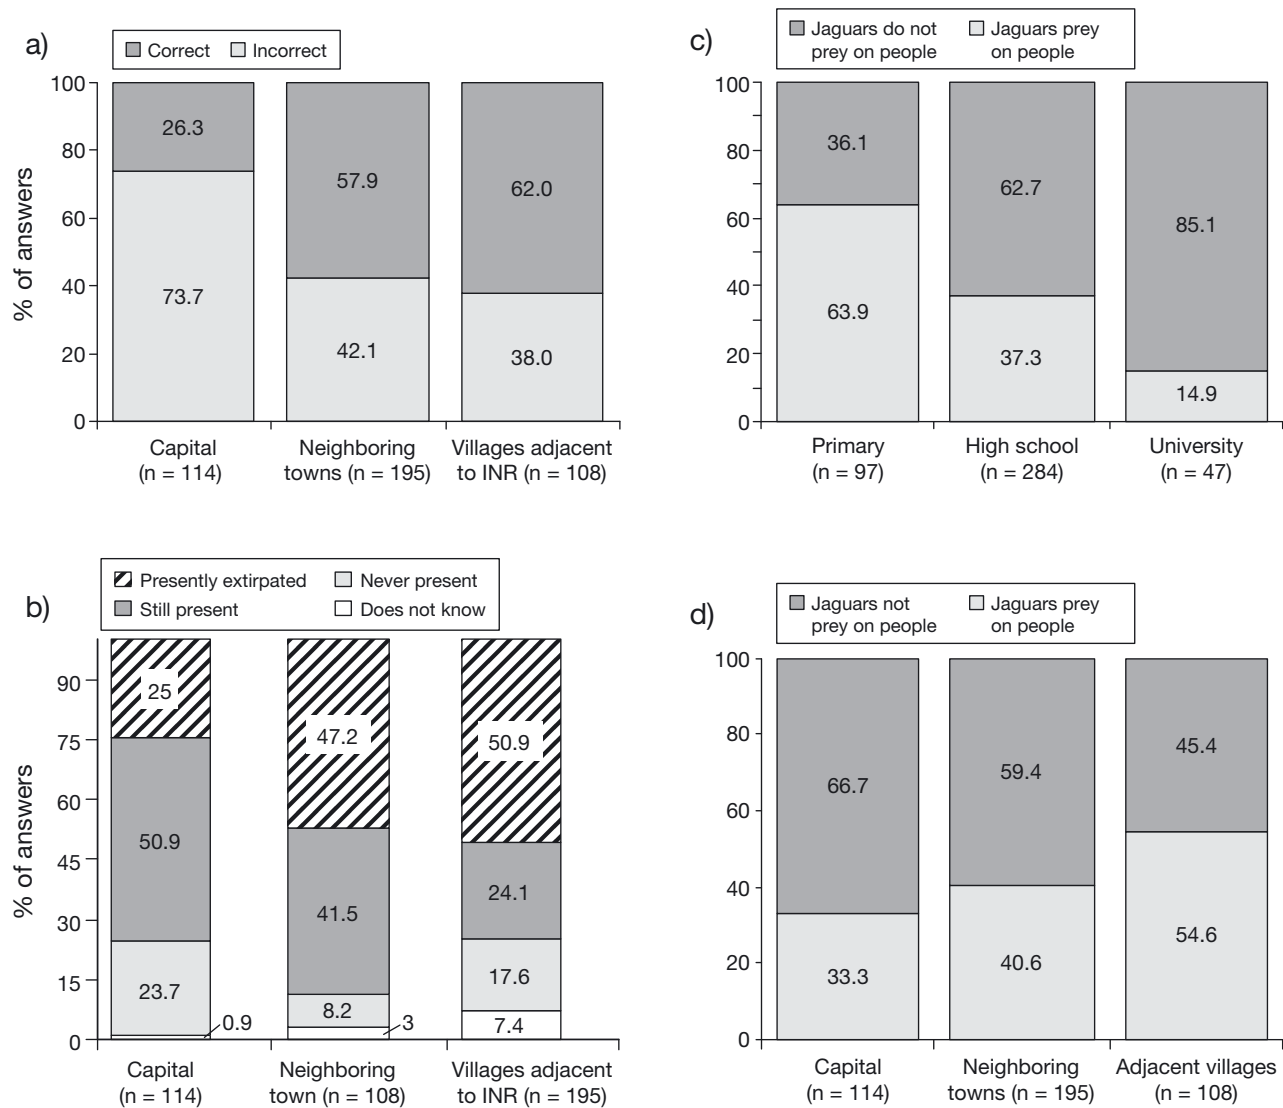 a)
Correct Incorrect
% of answers
100
80
60
40
20
0
26.3
73.7
57.9
42.1
62.0
38.0
Capital
(n = 114)
Neighboring
towns (n = 195)
Villages adjacent
to INR (n = 108)
c)
Jaguars do not
prey on people
Jaguars prey
on people
100
80
60
40
20
0
36.1
63.9
62.7
37.3
85.1
14.9
Primary
(n = 97)
High school
(n = 284)
University
(n = 47)
b)
Presently extirpated Never present
Still present Does not know
% of answers
90
75
60
45
30
15
0
25
50.9
23.7
0.9
47.2
41.5
8.2
3
50.9
24.1
17.6
7.4
Capital
(n = 114)
Neighboring
town (n = 108)
Villages adjacent
to INR (n = 195)
d)
Jaguars not
prey on people
Jaguars prey
on people
100
80
60
40
20
0
66.7
33.3
59.4
40.6
45.4
54.6
Capital
(n = 114)
Neighboring
towns (n = 195)
Adjacent villages
(n = 108)